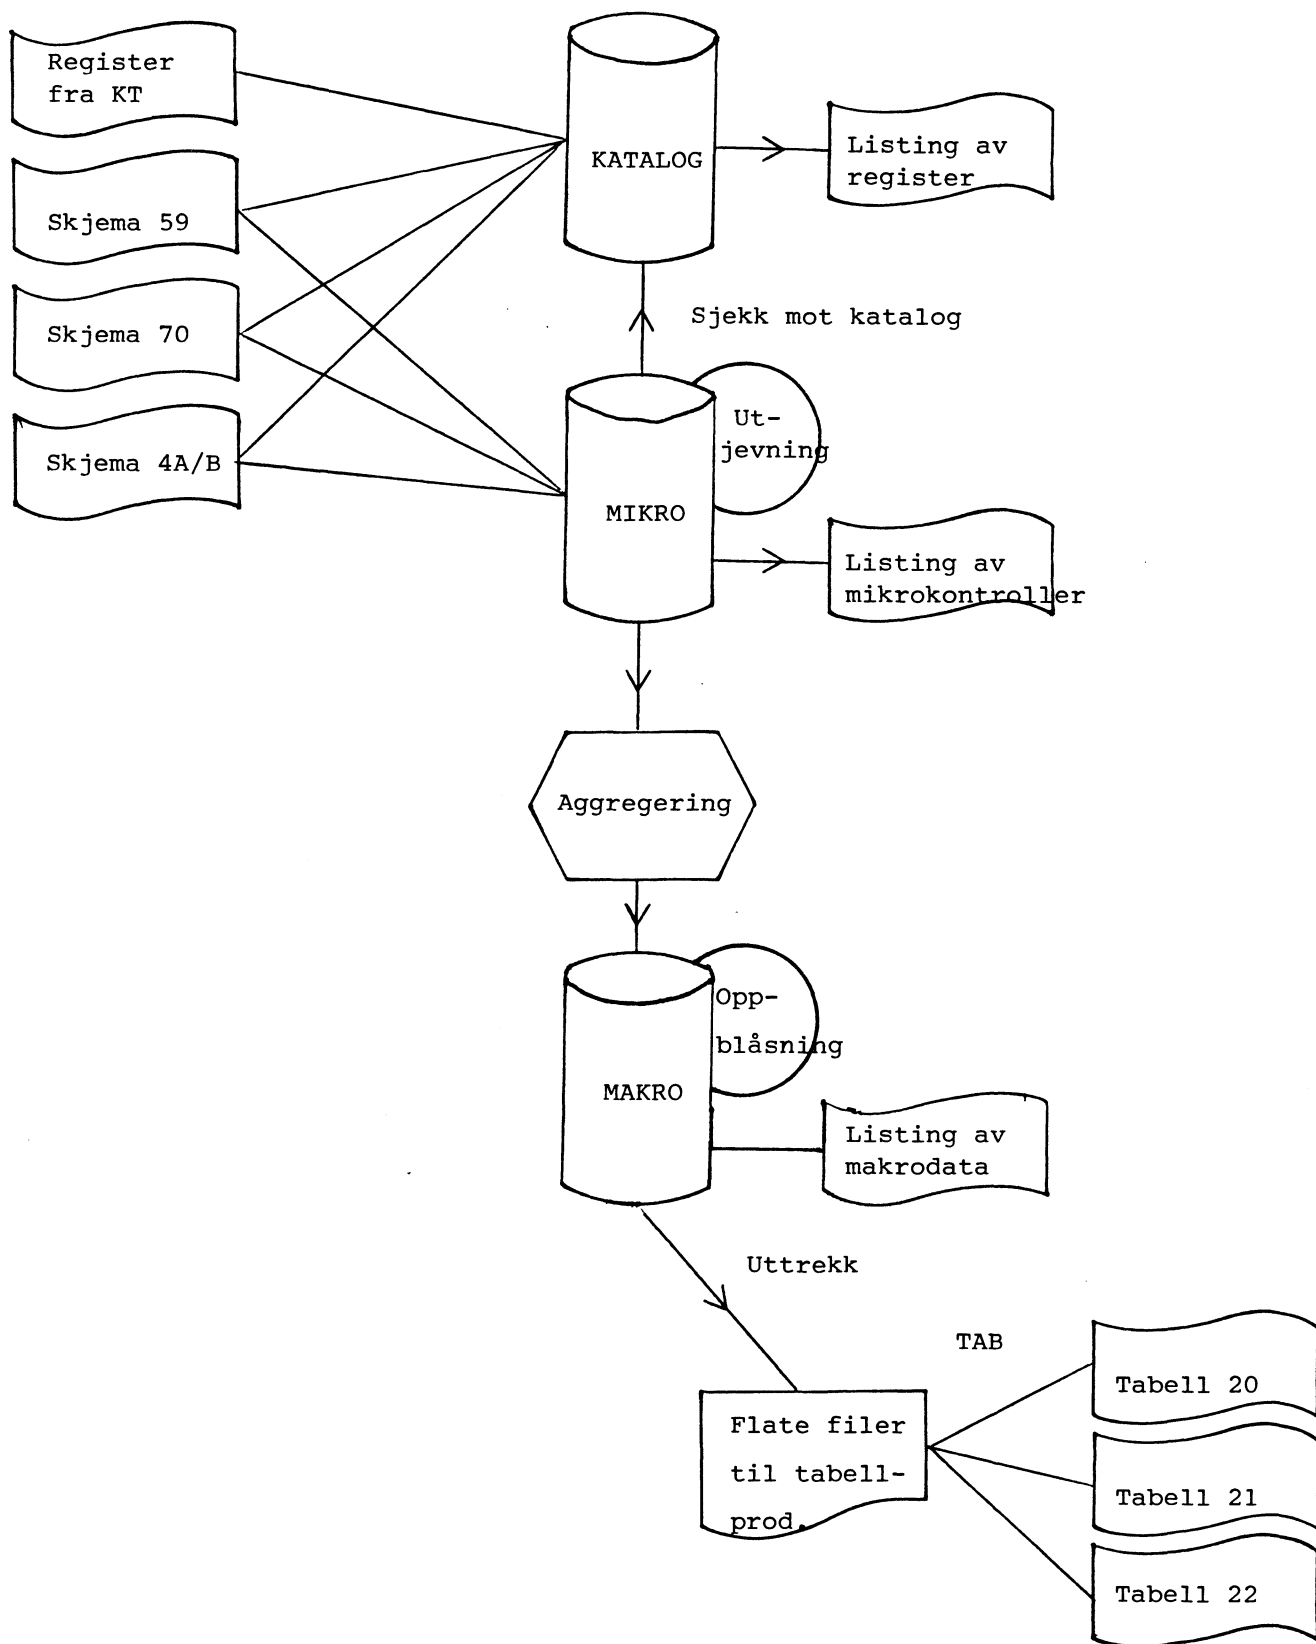 Register
fra KT
KATALOG
Listing av
register
Skjema 59
Sjekk mot katalog
Skjema 70
Ut-
jevning
Skjema 4A/B
MIKRO
Listing av
mikrokontroller
Aggregering
Opp-
blåsning
MAKRO
Listing av
makrodata
Uttrekk
TAB
Flate filer
til tabell-
prod.
Tabell 20
Tabell 21
Tabell 22